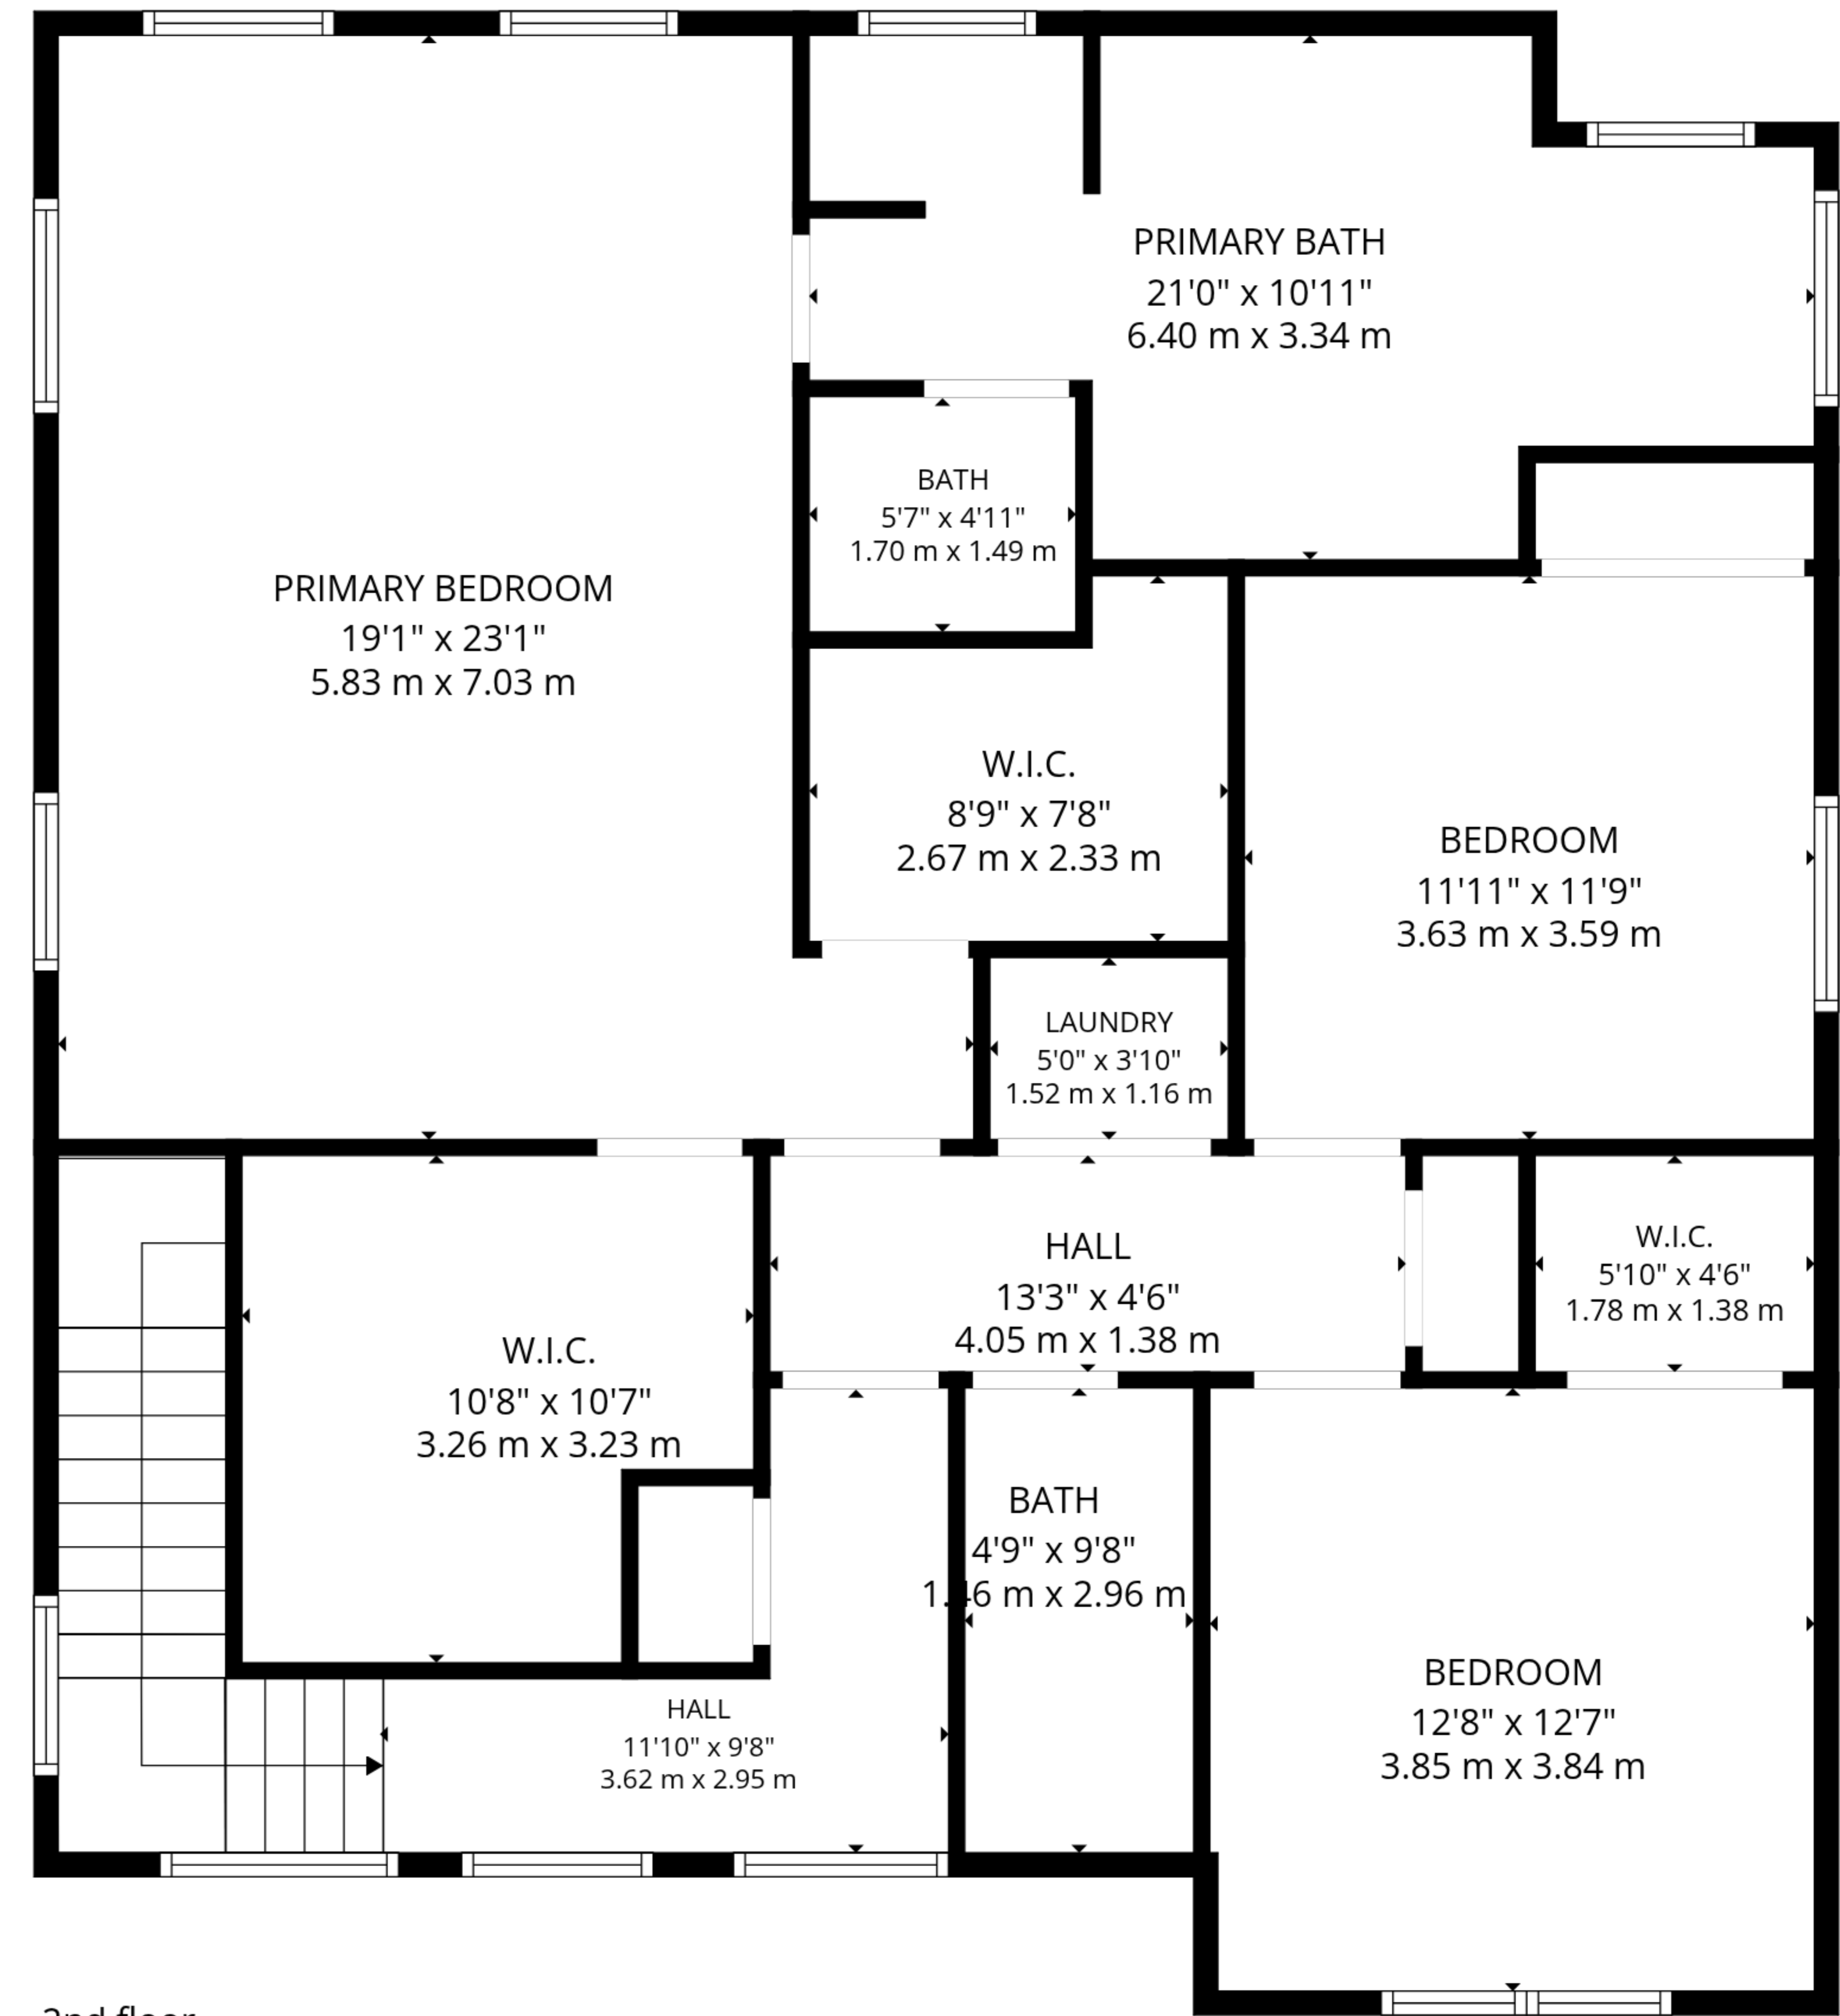 PRIMARY BATH
21'0" x 10'11"
6.40 m x 3.34 m
BATH
5'7" x 4'11"
1.70 m x 1.49 m
PRIMARY BEDROOM
19'1" x 23'1"
5.83 m x 7.03 m
W.I.C.
8'9" x 7'8"
2.67 m x 2.33 m
BEDROOM
11'11" x 11'9"
3.63 m x 3.59 m
LAUNDRY
5'0" x 3'10"
1.52 m x 1.16 m
HALL
13'3" x 4'6"
4.05 m x 1.38 m
W.I.C.
5'10" x 4'6"
1.78 m x 1.38 m
W.I.C.
10'8" x 10'7"
3.26 m x 3.23 m
BATH
4'9" x 9'8"
1.46 m x 2.96 m
BEDROOM
12'8" x 12'7"
3.85 m x 3.84 m
HALL
11'10" x 9'8"
3.62 m x 2.95 m
floor